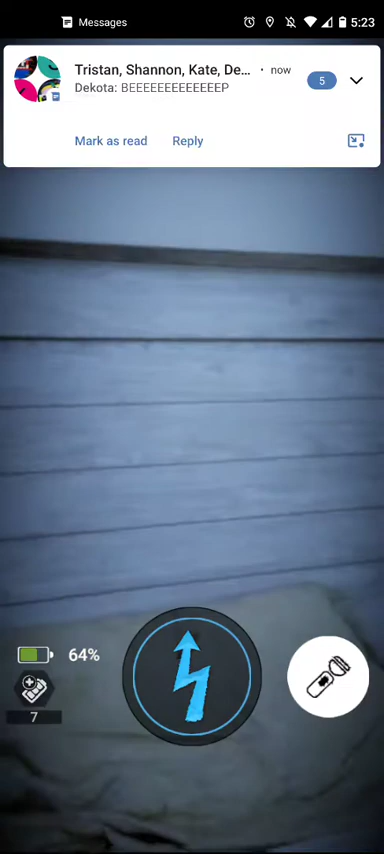 Messages
5:23
Tristan, Shannon, Kate, De... • now
5
Dekota: BEEEEEEEEEEEEEP
Mark as read
Reply
64%
7